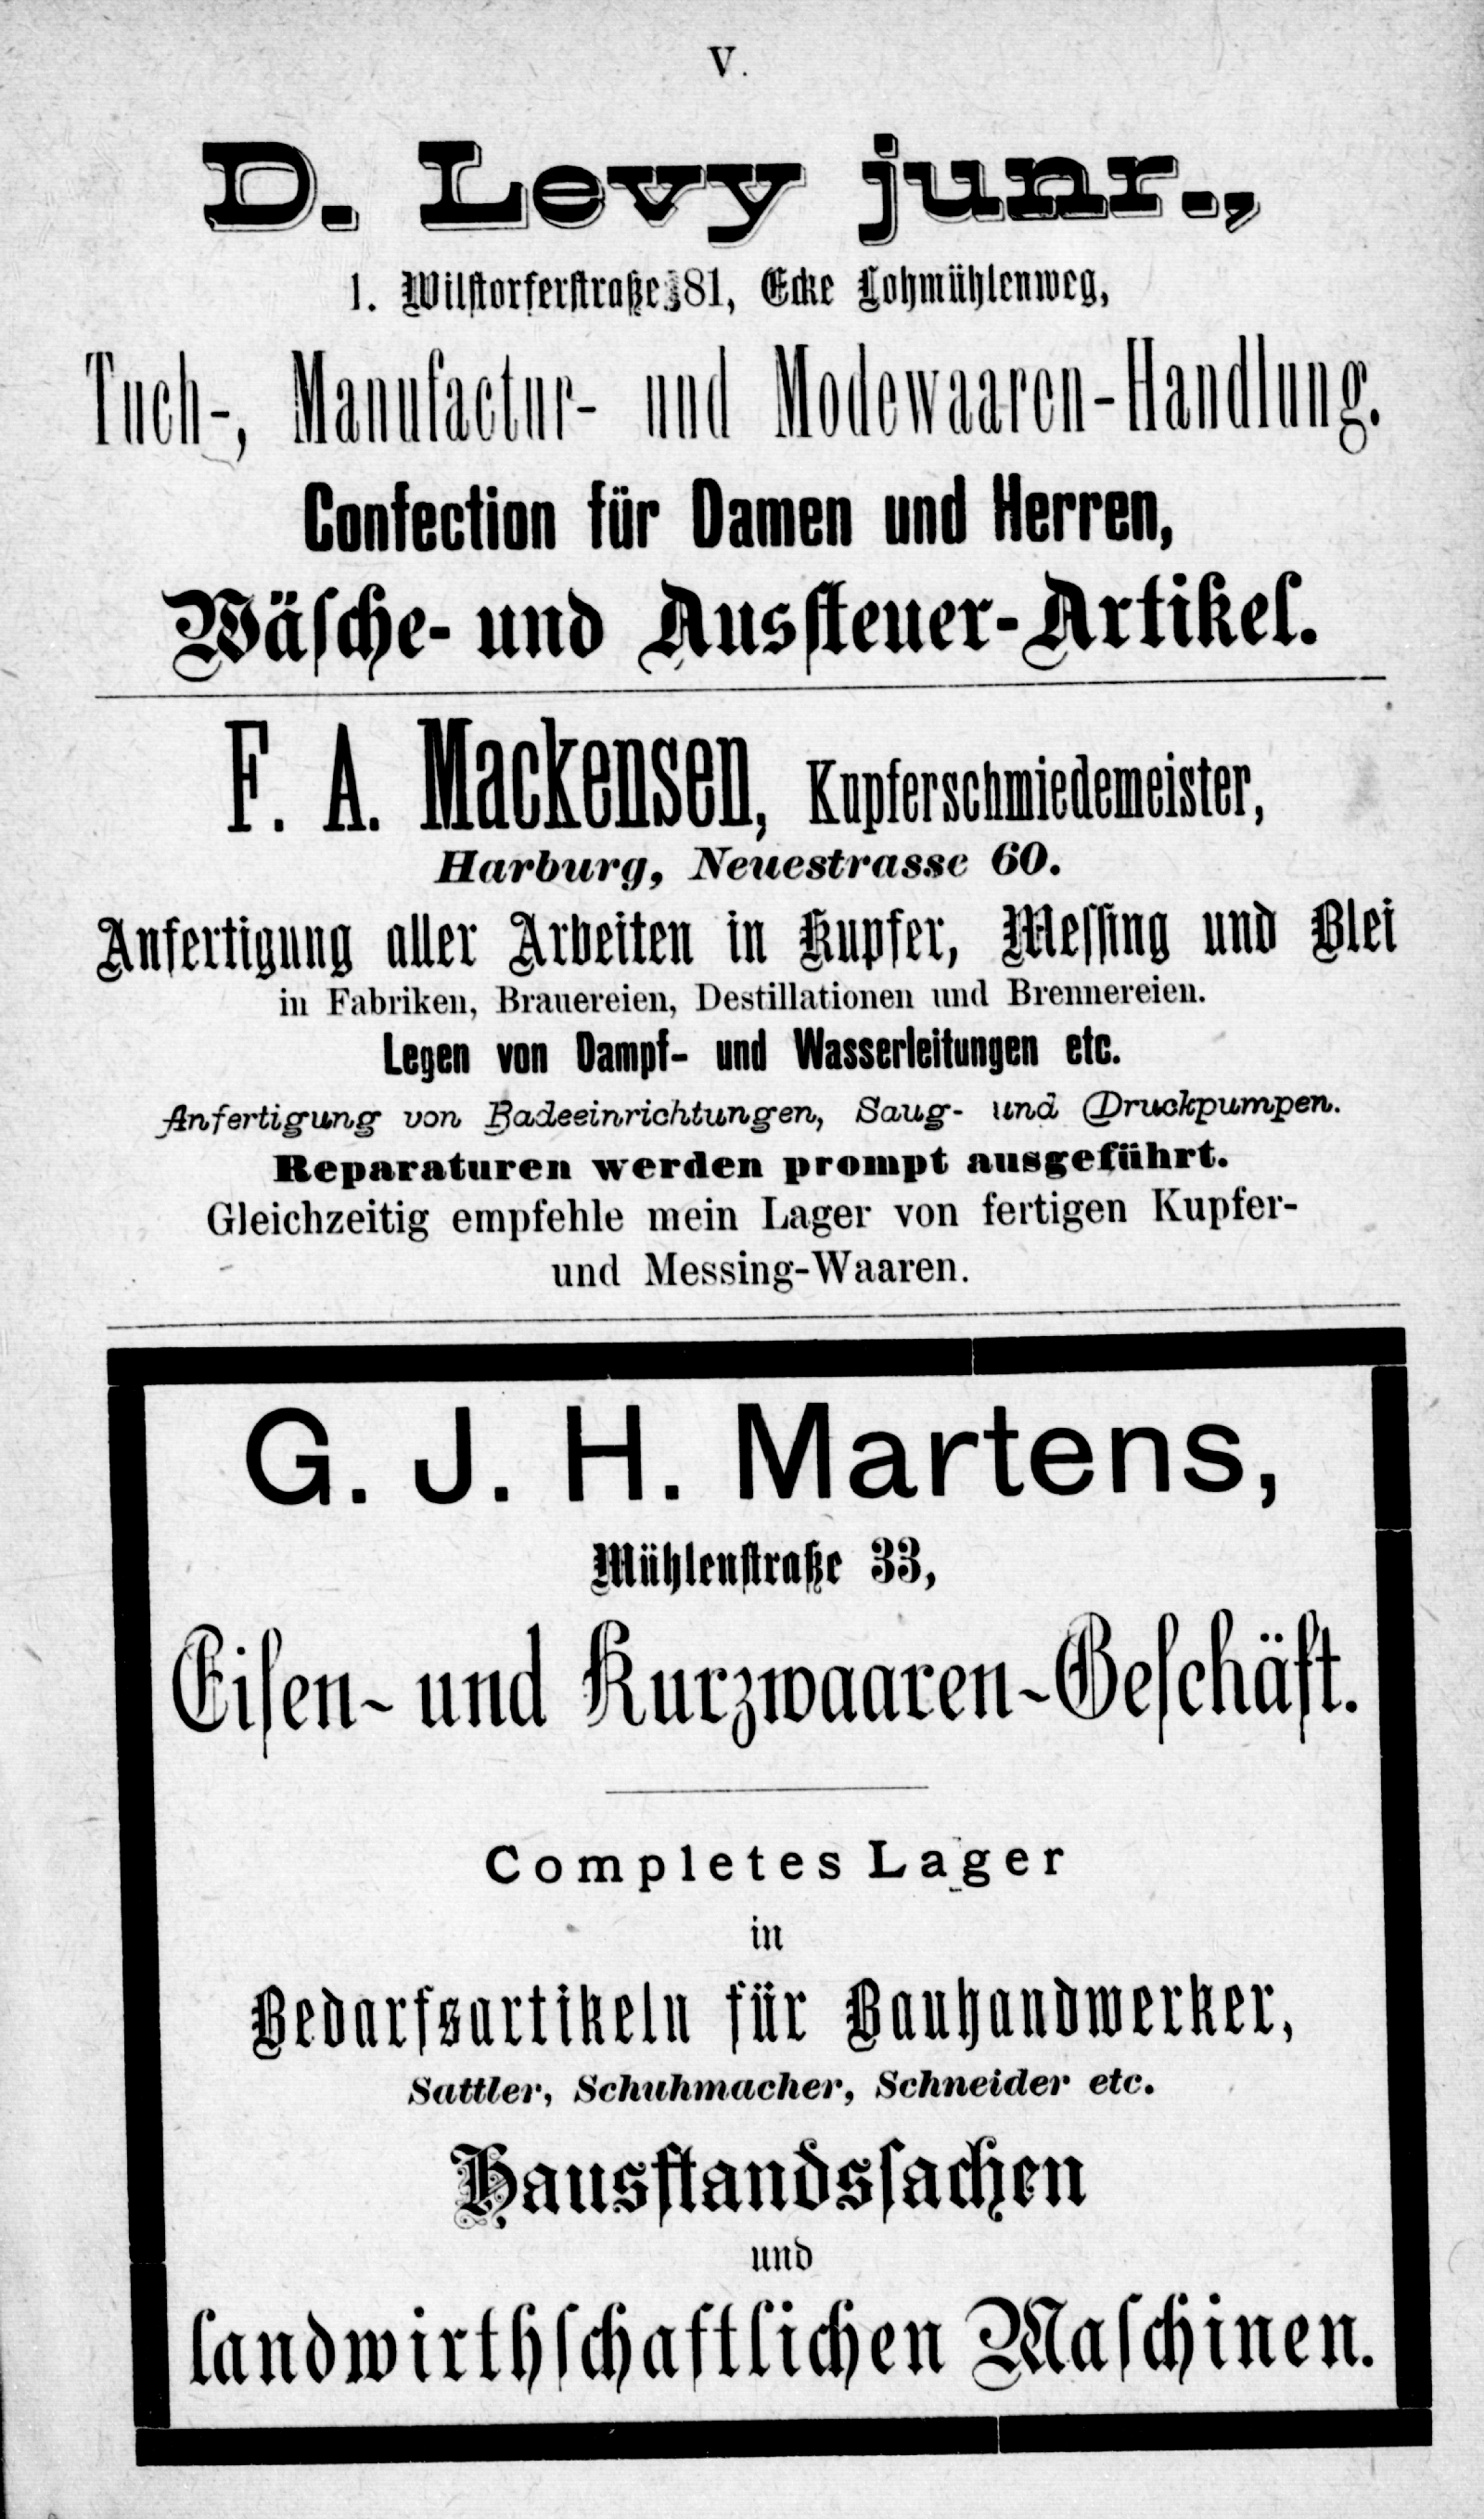 V.
D. Levy junr.,
1. Wilstorferstraße 81, Ecke Lohmühlenweg,
Tuch-, Manufactur- und Modewaaren-Handlung.
Confection für Damen und Herren,
Wäsche- und Aussteuer-Artikel.
F. A. Mackensen, Kupferschmiedemeister,
Harburg, Neuestrasse 60.
Anfertigung aller Arbeiten in Kupfer, Messing und Blei
in Fabriken, Brauereien, Destillationen und Brennereien.
Legen von Dampf- und Wasserleitungen etc.
Anfertigung von Badeeinrichtungen, Saug- und Druckpumpen.
Reparaturen werden prompt ausgeführt.
Gleichzeitig empfehle mein Lager von fertigen Kupfer-
und Messing-Waaren.
G. J. H. Martens,
Mühlenstraße 33,
Eisen- und Kurzwaaren-Geschäft.
Completes Lager
in
Bedarfsartikeln für Bauhandwerker,
Sattler, Schuhmacher, Schneider etc.
Hausstandssachen
und
landwirthschaftlichen Maschinen.